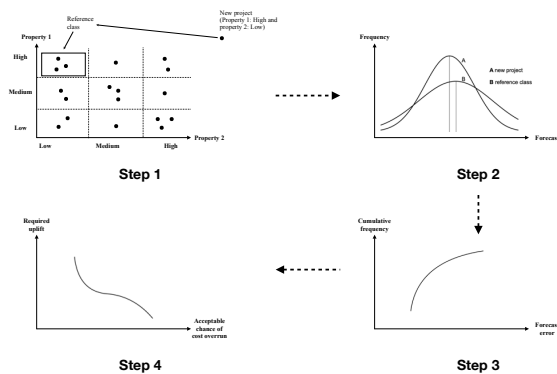 Reference
class
New project
(Property 1: High and
property 2: Low)
Property 1
High
Medium
Low
Low Medium High
Property 2
Step 1
Frequency
A
B
A new project
B reference class
Forecas
Step 2
Required
uplift
Acceptable
chance of
cost overrun
Step 4
Cumulative
frequency
Forecas
error
Step 3